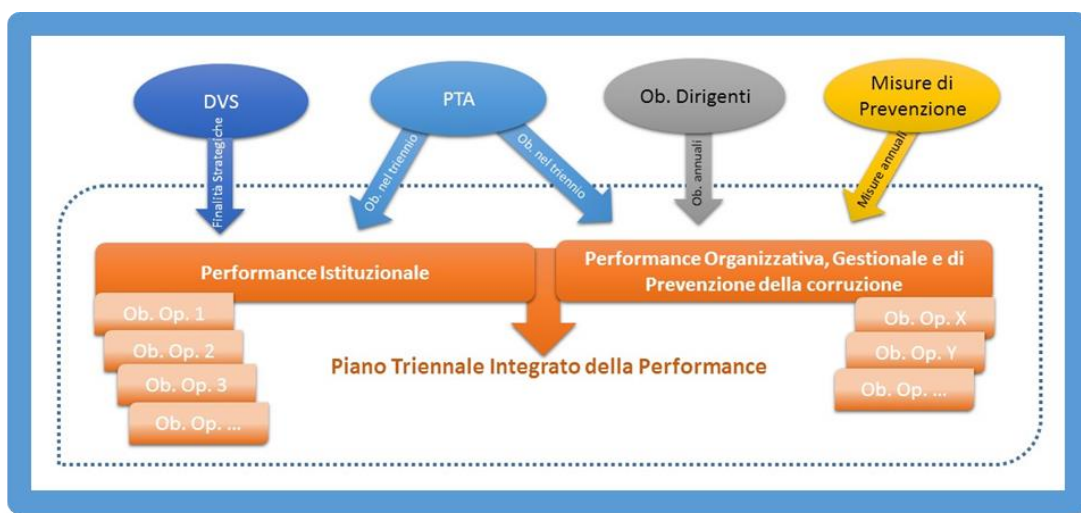 DVS
PTA
Ob. Dirigenti
Misure di
Prevenzione
Finalità Strategiche
Ob. nel triennio
Ob. nel triennio
Ob. annuali
Misure annuali
Performance Istituzionale
Performance Organizzativa, Gestionale e di
Prevenzione della corruzione
Ob. Op. 1
Ob. Op. 2
Ob. Op. 3
Ob. Op. ...
Ob. Op. X
Ob. Op. Y
Ob. Op. ...
Piano Triennale Integrato della Performance